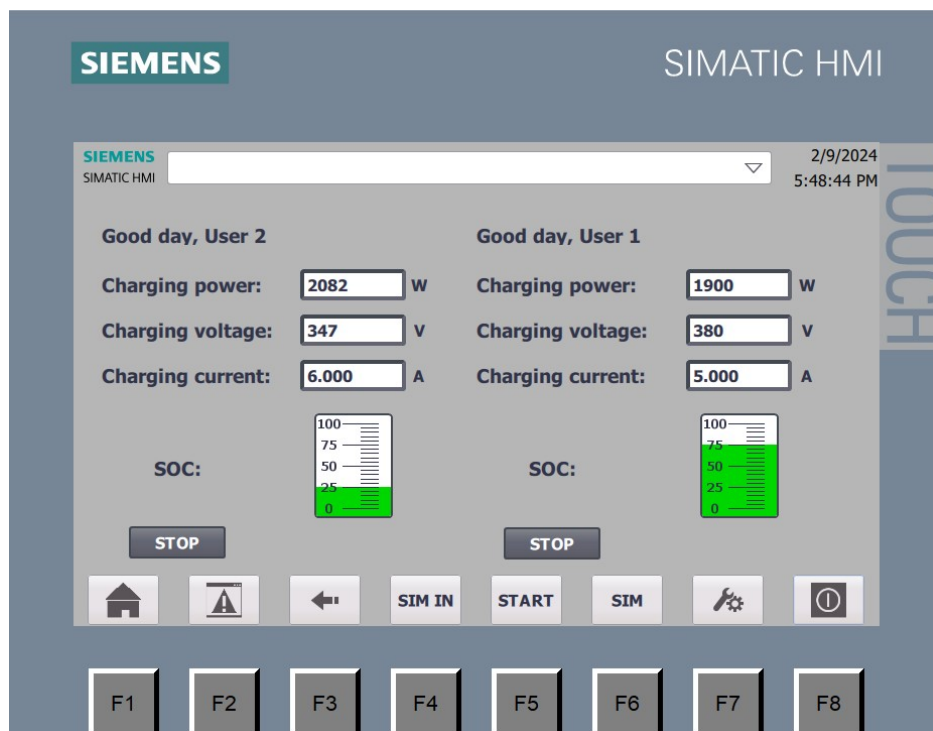 SIEMENS
SIMATIC HMI
SIEMENS
SIMATIC HMI
2/9/2024
5:48:44 PM
TOUCH
Good day, User 2
Charging power: 2082 W
Charging voltage: 347 V
Charging current: 6.000 A
SOC:
100
75
50
25
0
STOP
Good day, User 1
Charging power: 1900 W
Charging voltage: 380 V
Charging current: 5.000 A
SOC:
100
75
50
25
0
STOP
SIM IN
START
SIM
F1 F2 F3 F4 F5 F6 F7 F8